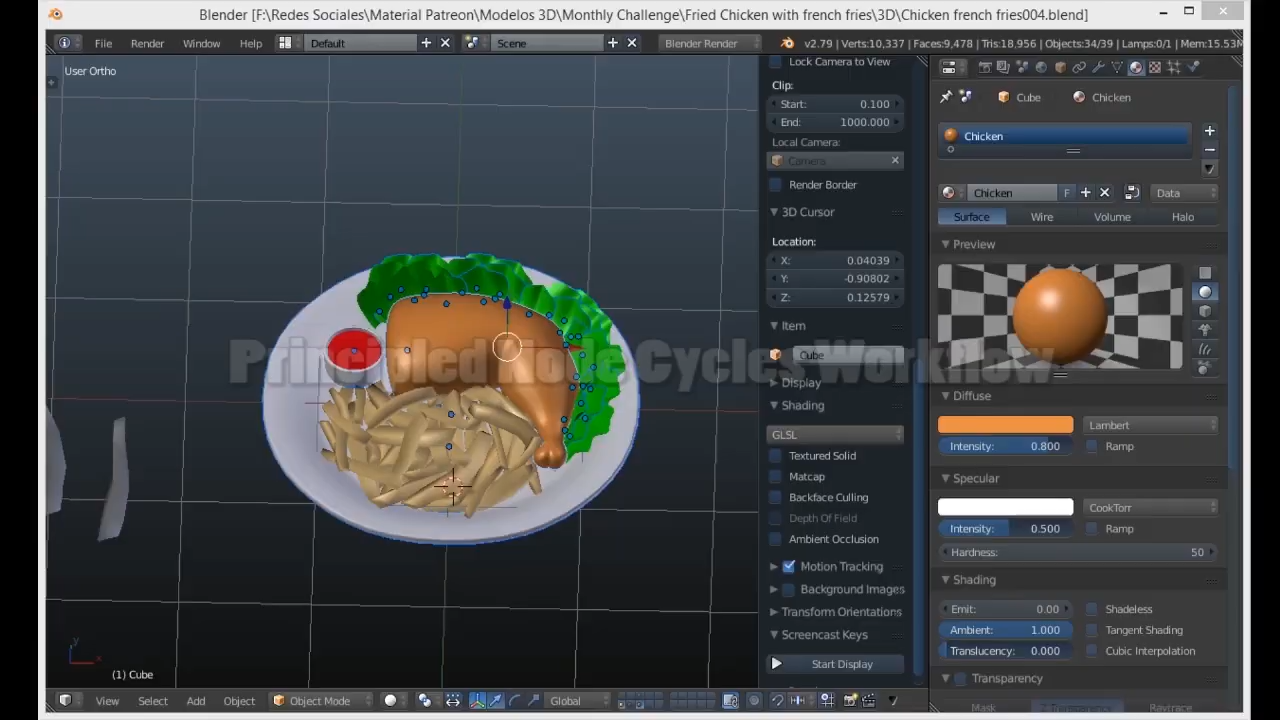 Blender [F:\Redes Sociales\Material Patreon\Modelos 3D\Monthly Challenge\Fried Chicken with french fries\3D\Chicken french fries004.blend]
File Render Window Help Default Scene Blender Render v2.79 | Verts:10,337 | Faces:9,478 | Tris:18,956 | Objects:34/39 | Lamps:0/1 | Mem:15.53M
User Ortho
Lock Camera to View
Clip:
Start: 0.100
End: 1000.000
Local Camera:
Camera
Render Border
3D Cursor
Location:
X: 0.04039
Y: -0.90802
Z: 0.12579
Item
Cube
Display
Shading
GLSL
Textured Solid
Matcap
Backface Culling
Depth Of Field
Ambient Occlusion
Motion Tracking
Background Images
Transform Orientations
Screencast Keys
Start Display
Cube Chicken
Chicken
Chicken F Data
Surface Wire Volume Halo
Preview
Diffuse
Lambert
Intensity: 0.800 Ramp
Specular
CookTorr
Intensity: 0.500 Ramp
Hardness: 50
Shading
Emit: 0.00 Shadeless
Ambient: 1.000 Tangent Shading
Translucency: 0.000 Cubic Interpolation
Transparency
Mask Z Transparency Raytrace
Principled Node Cycles Workflow
y
x
(1) Cube
View Select Add Object Object Mode Global